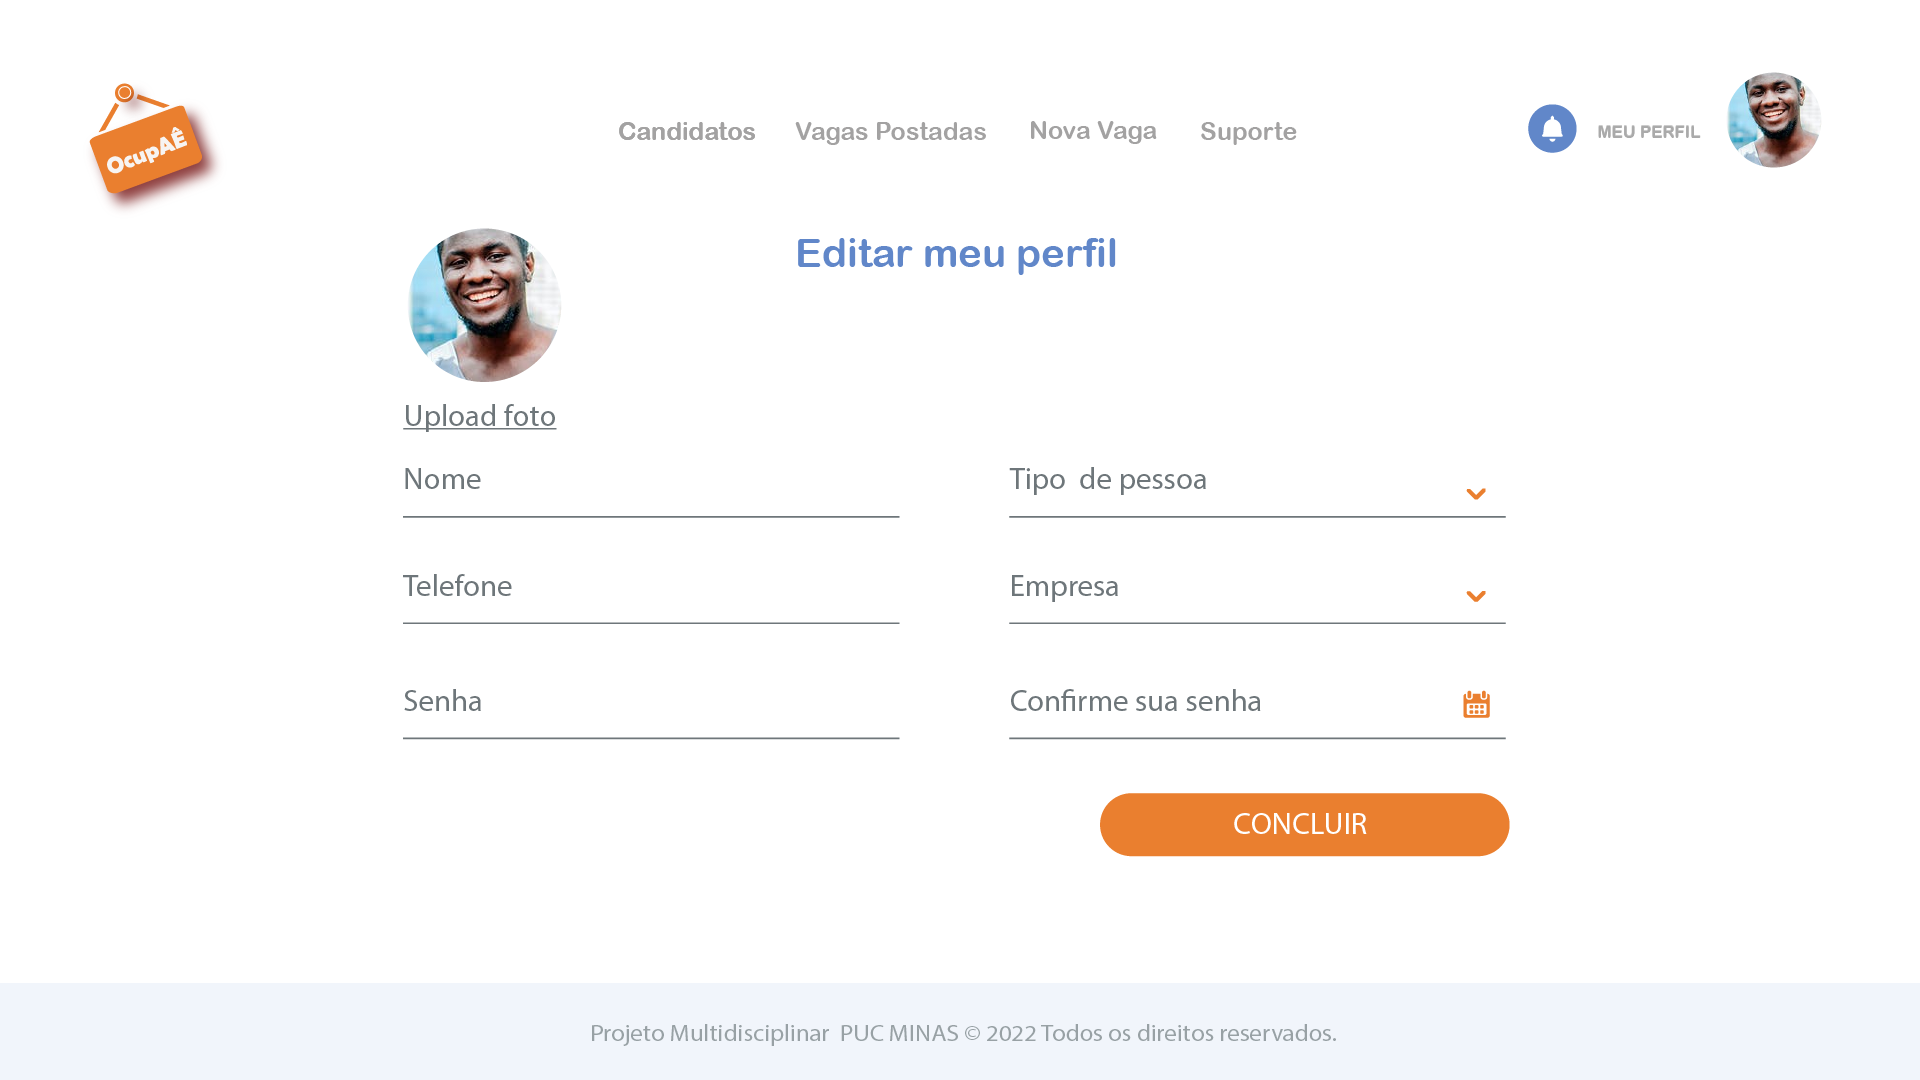 OcupAÊ
Candidatos Vagas Postadas Nova Vaga Suporte
MEU PERFIL
Editar meu perfil
Upload foto
Nome
Tipo de pessoa
Telefone
Empresa
Senha
Confirme sua senha
CONCLUIR
Projeto Multidisciplinar PUC MINAS © 2022 Todos os direitos reservados.